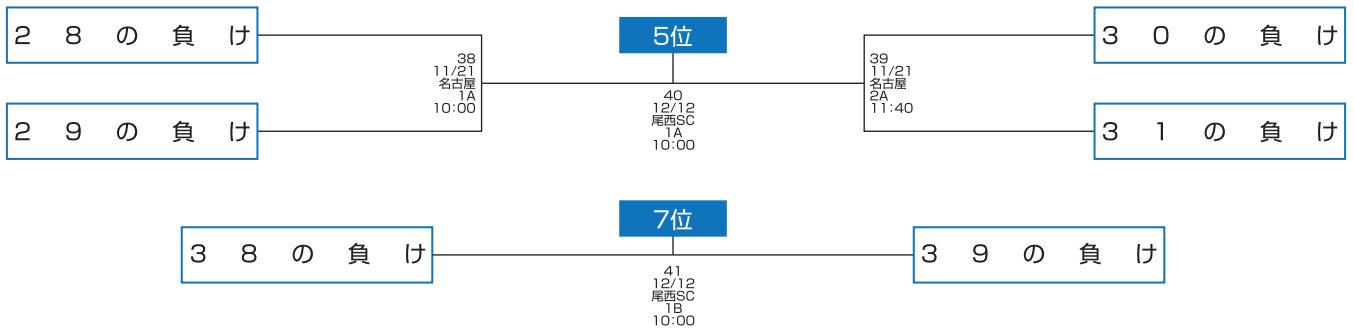 28の負け
5位
30の負け
38
11/21
名古屋
1A
10:00
39
11/21
名古屋
2A
11:40
40
12/12
尾西SC
1A
10:00
29の負け
31の負け
7位
38の負け
39の負け
41
12/12
尾西SC
1B
10:00